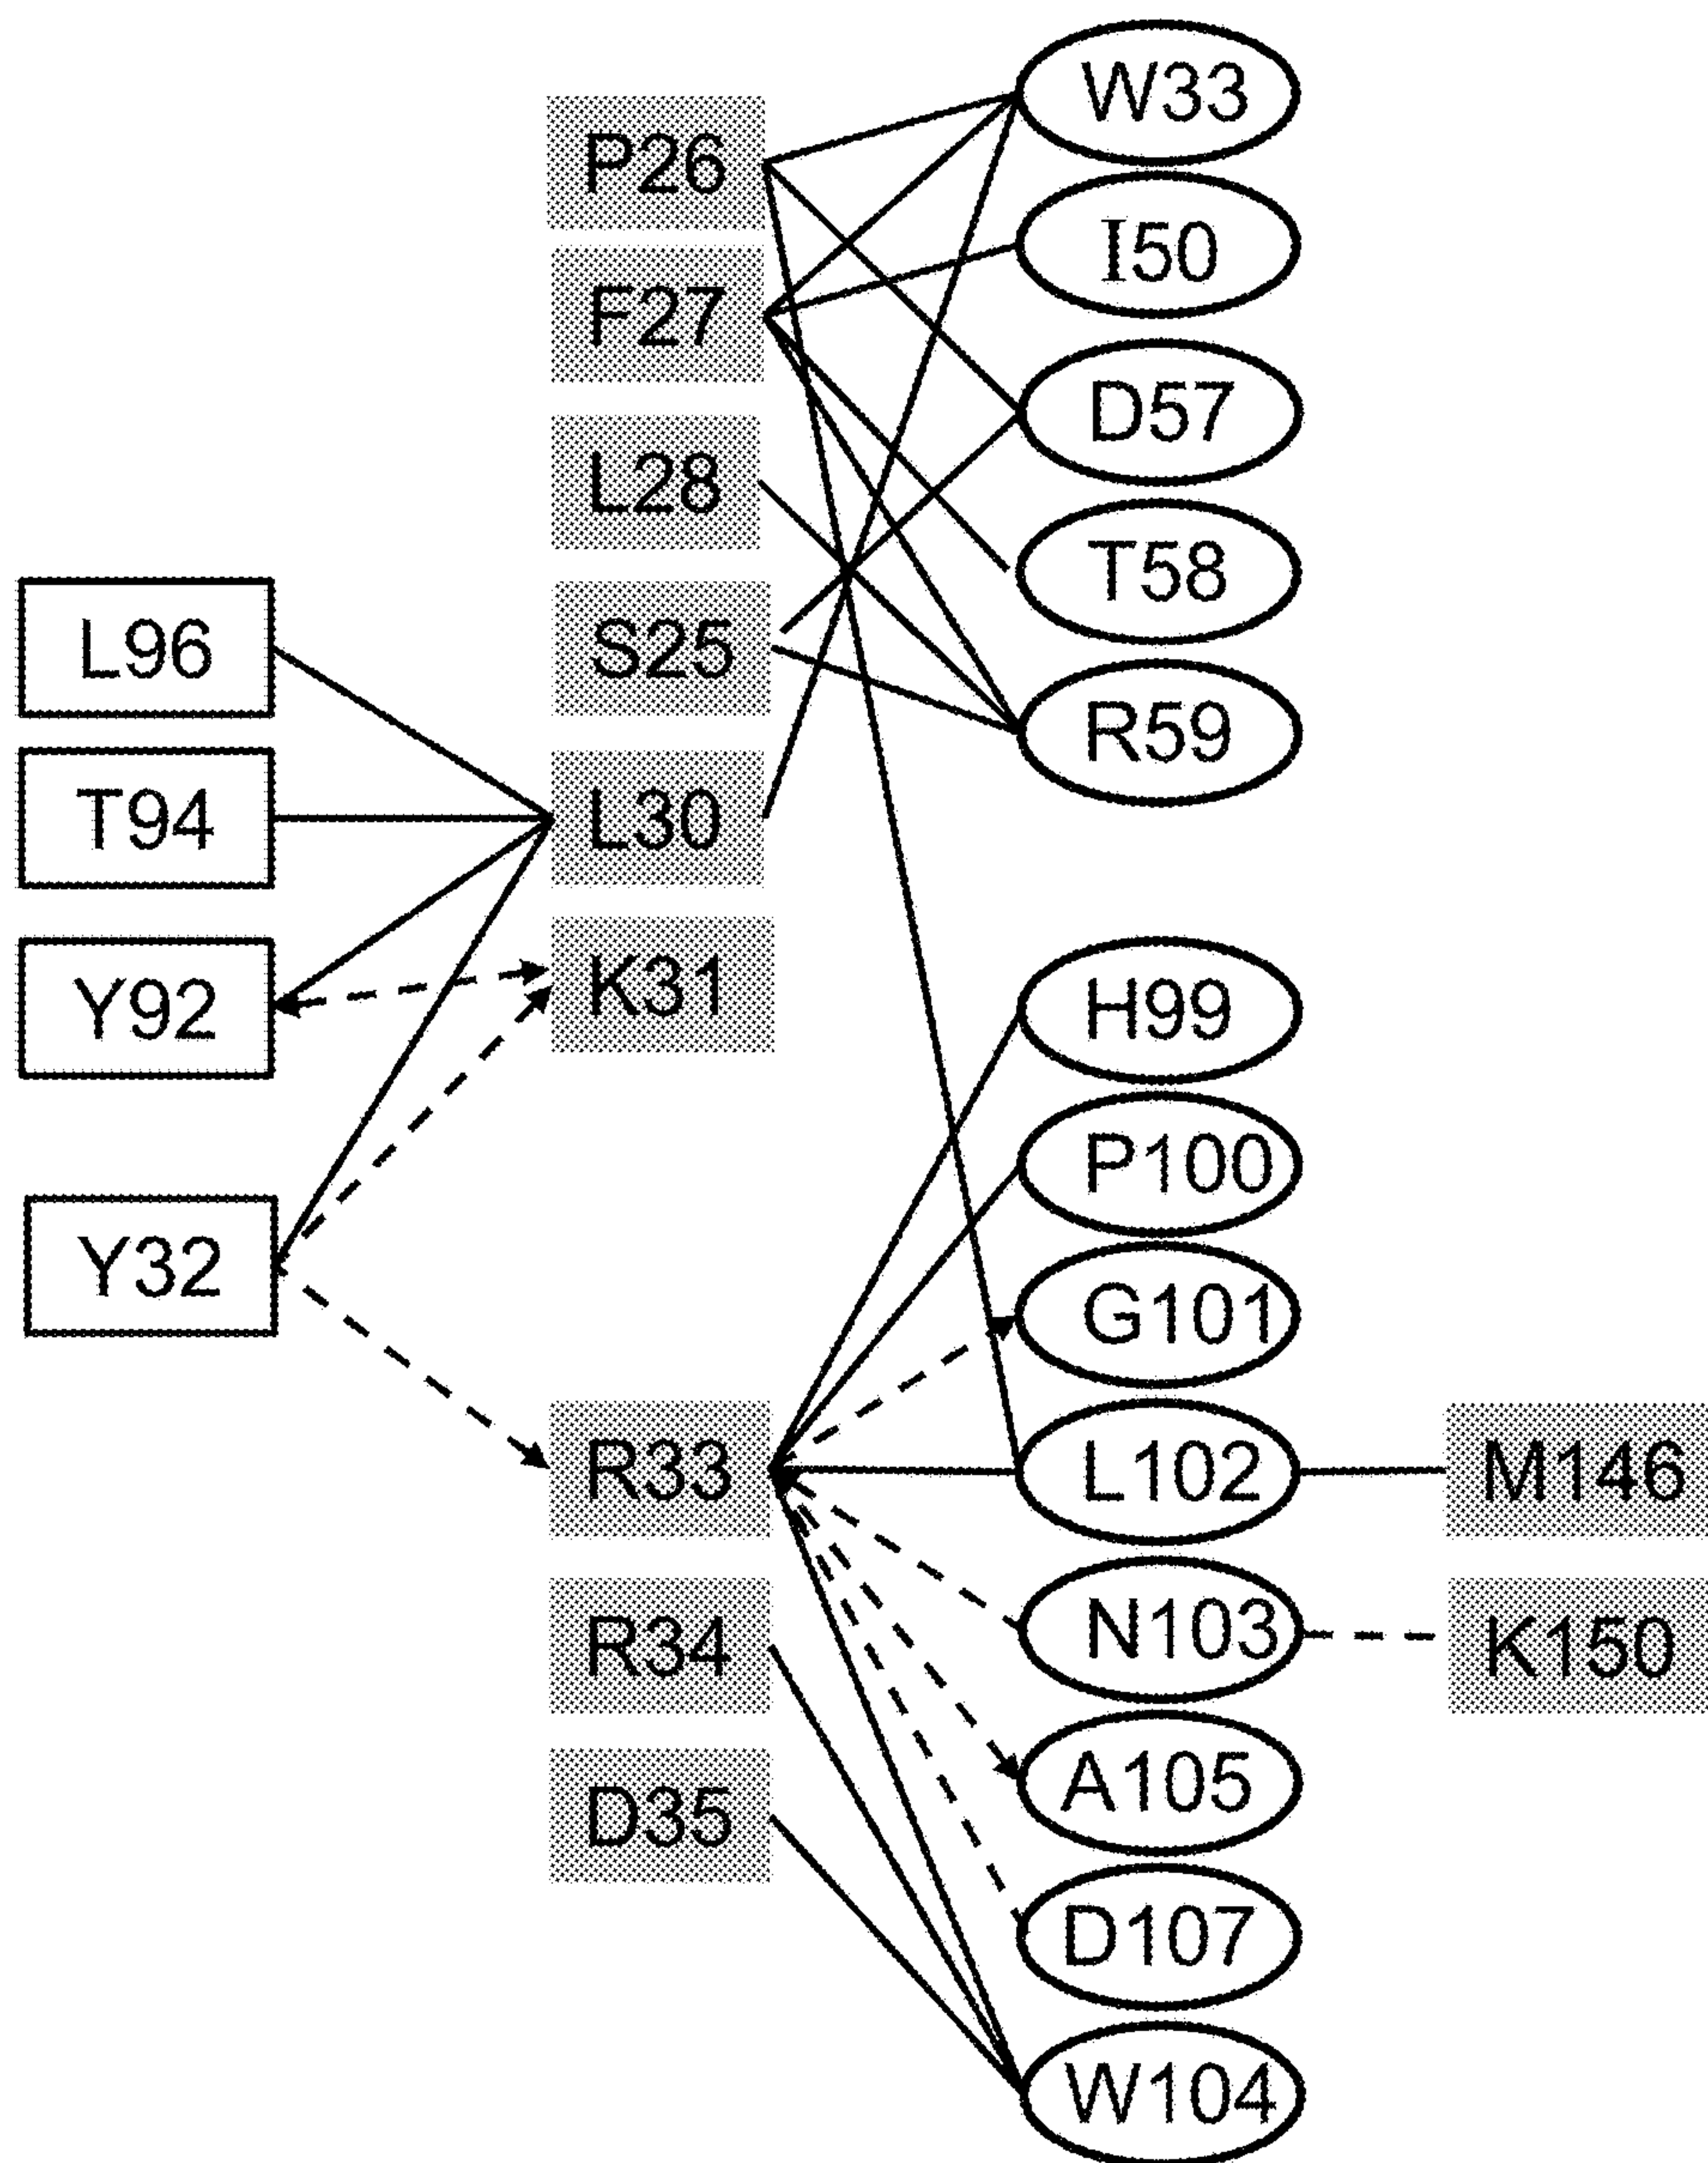 W33
P26
I50
F27
D57
L28
T58
L96
S25
R59
T94
L30
Y92
K31
H99
P100
Y32
G101
R33
L102
M146
R34
N103
K150
D35
A105
D107
W104